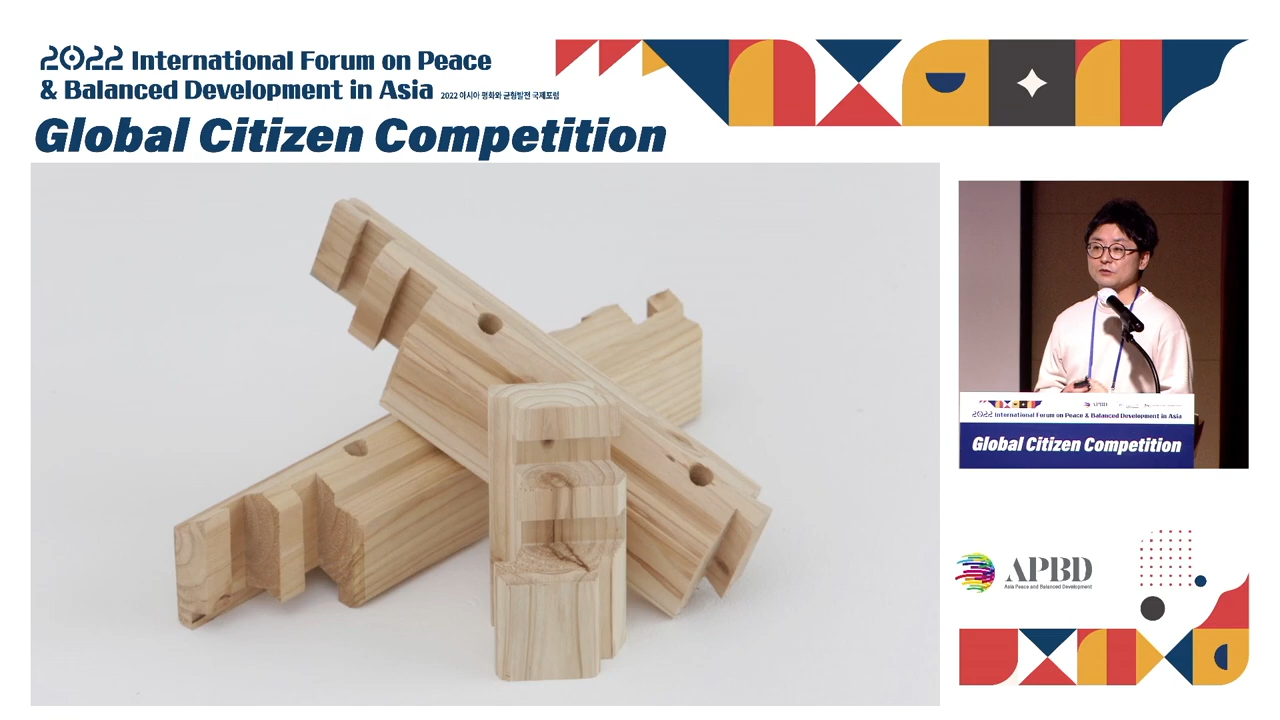 2022 International Forum on Peace
& Balanced Development in Asia 2022 아시아 평화와 균형발전 국제포럼
Global Citizen Competition
APBD
2022 International Forum on Peace & Balanced Development in Asia
Global Citizen Competition
APBD
Asia Peace and Balanced Development